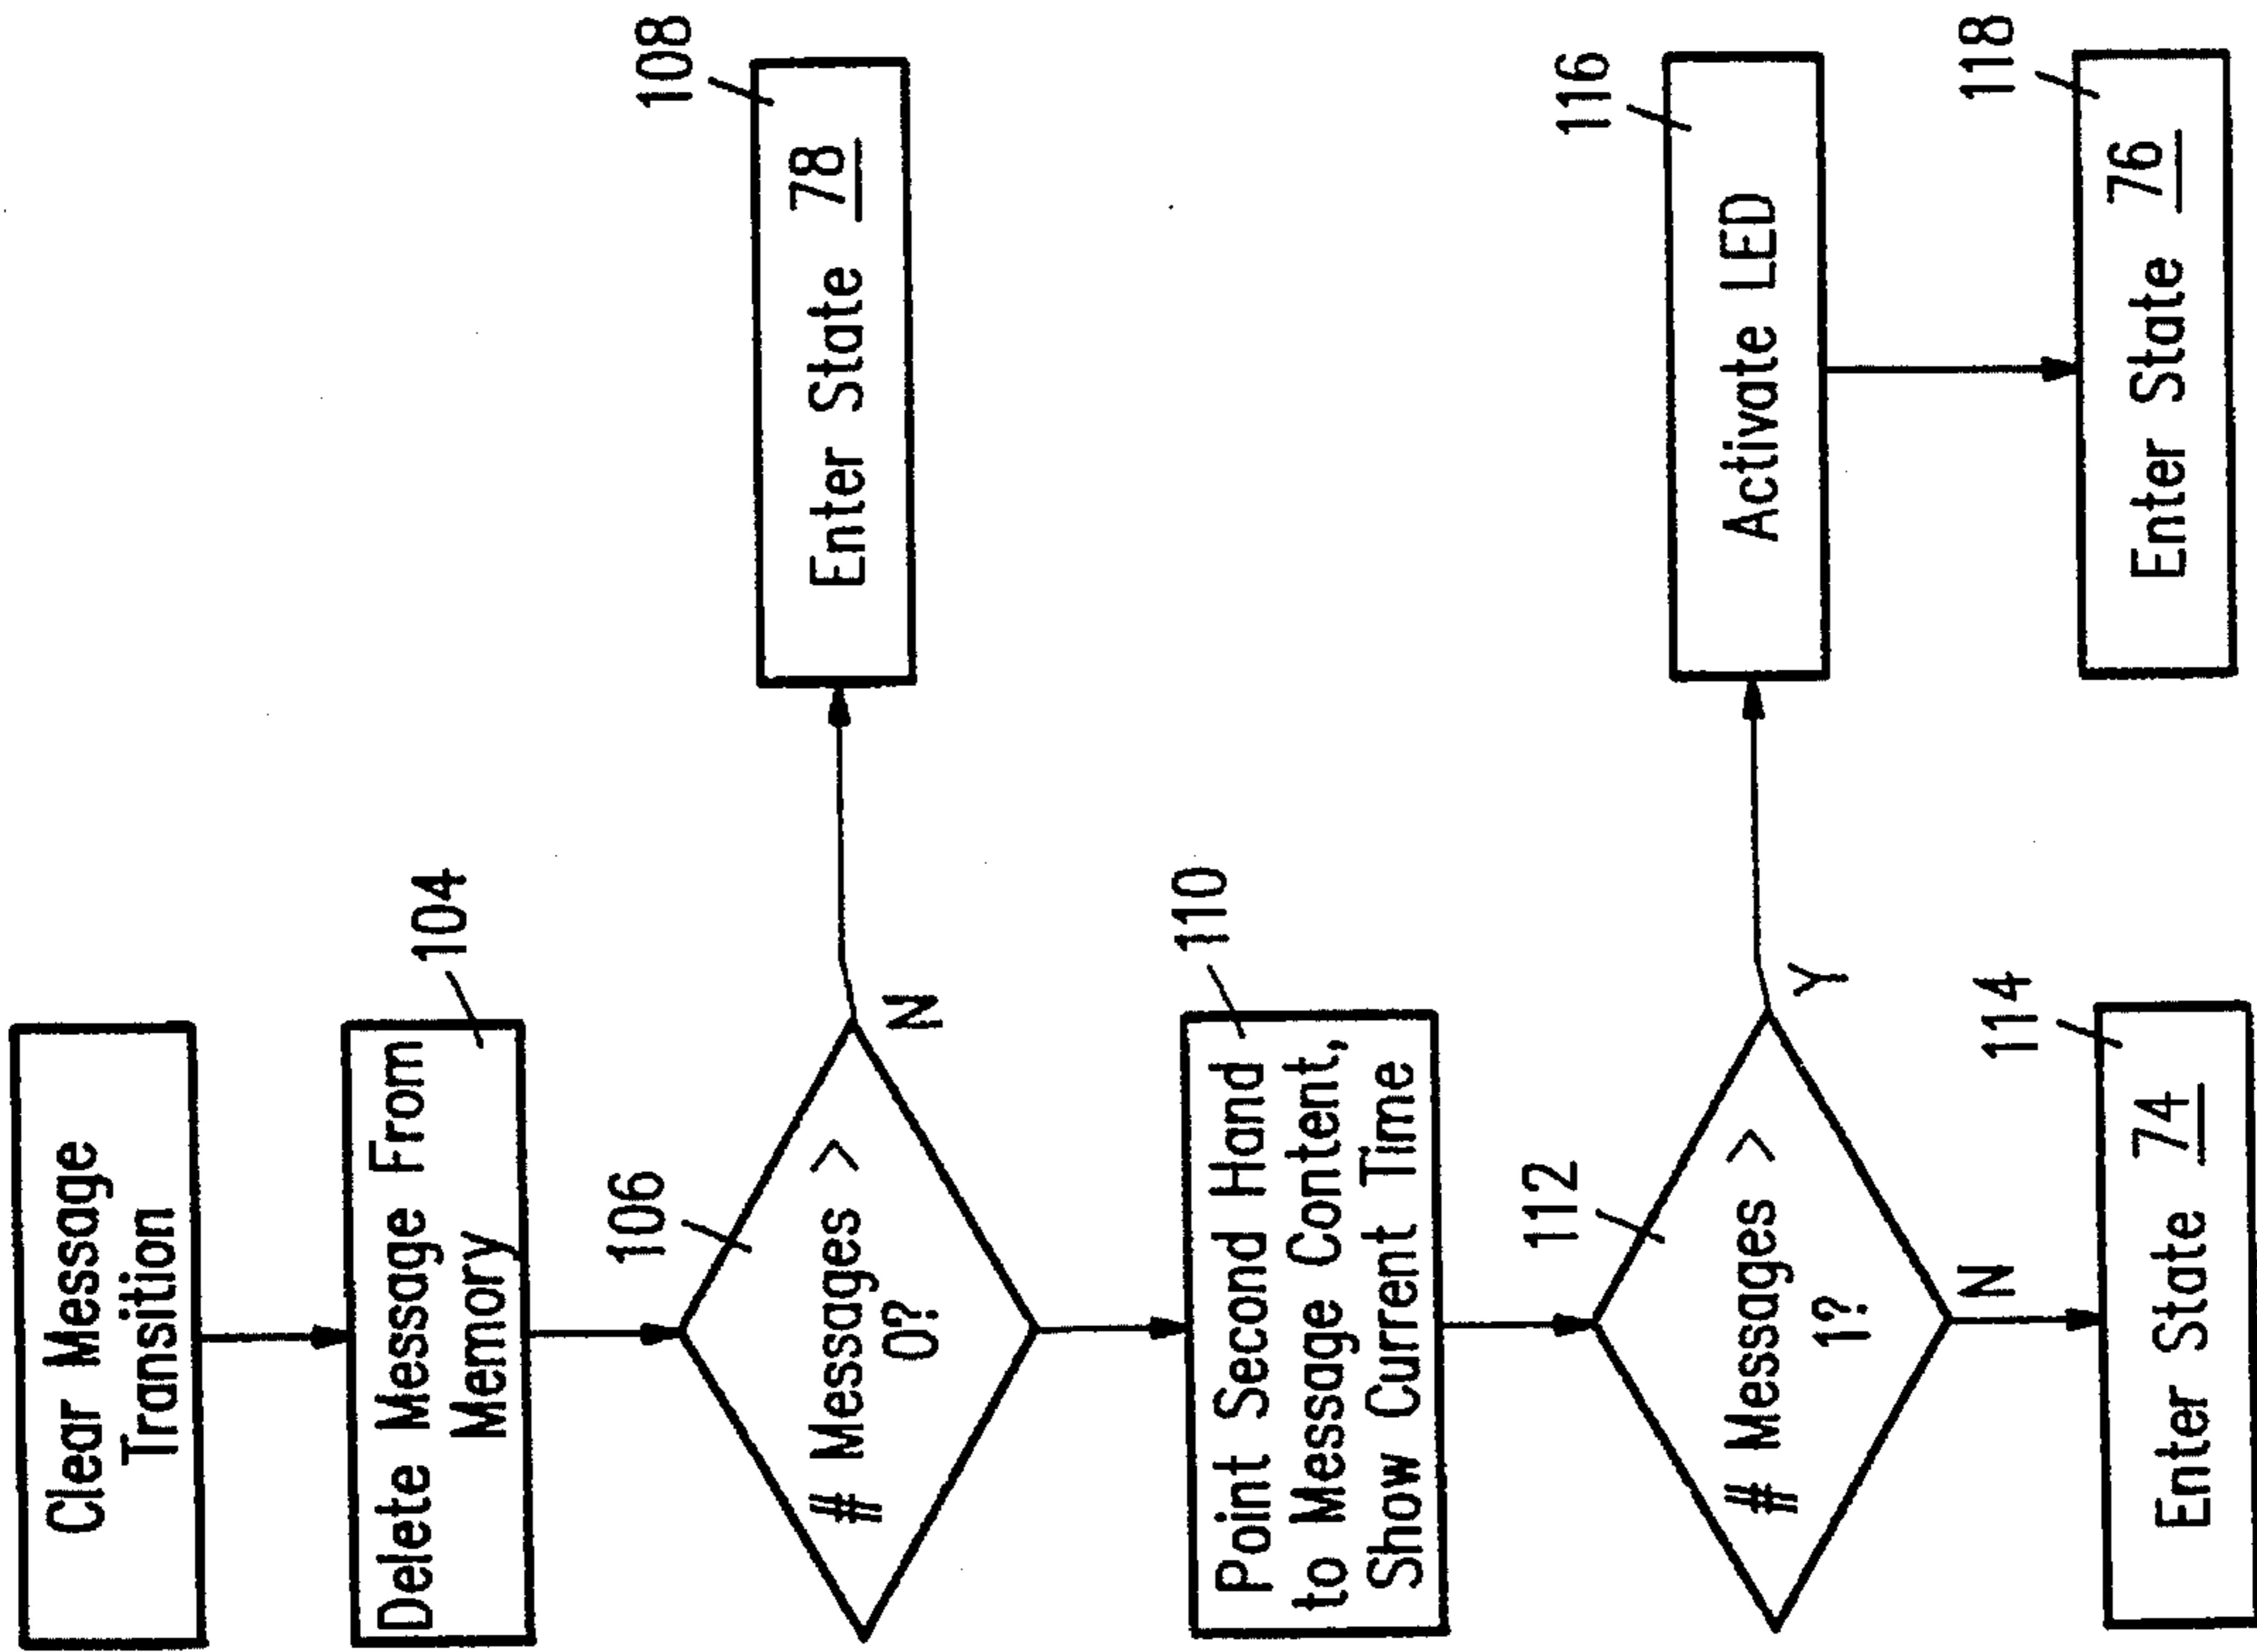 Clear Message
Transition
104
Delete Message From
Memory
106
# Messages >
0?
N
108
Enter State 78
110
Point Second Hand
to Message Content,
Show Current Time
112
# Messages >
1?
Y
N
116
Activate LED
114
Enter State 74
118
Enter State 76